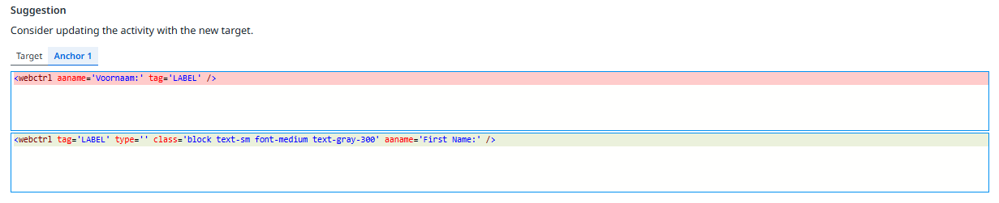 Suggestion
Consider updating the activity with the new target.
Target Anchor 1
<webctrl aaname='Voornaam:' tag='LABEL' />
<webctrl tag='LABEL' type='' class='block text-sm font-medium text-gray-300' aaname='First Name:' />